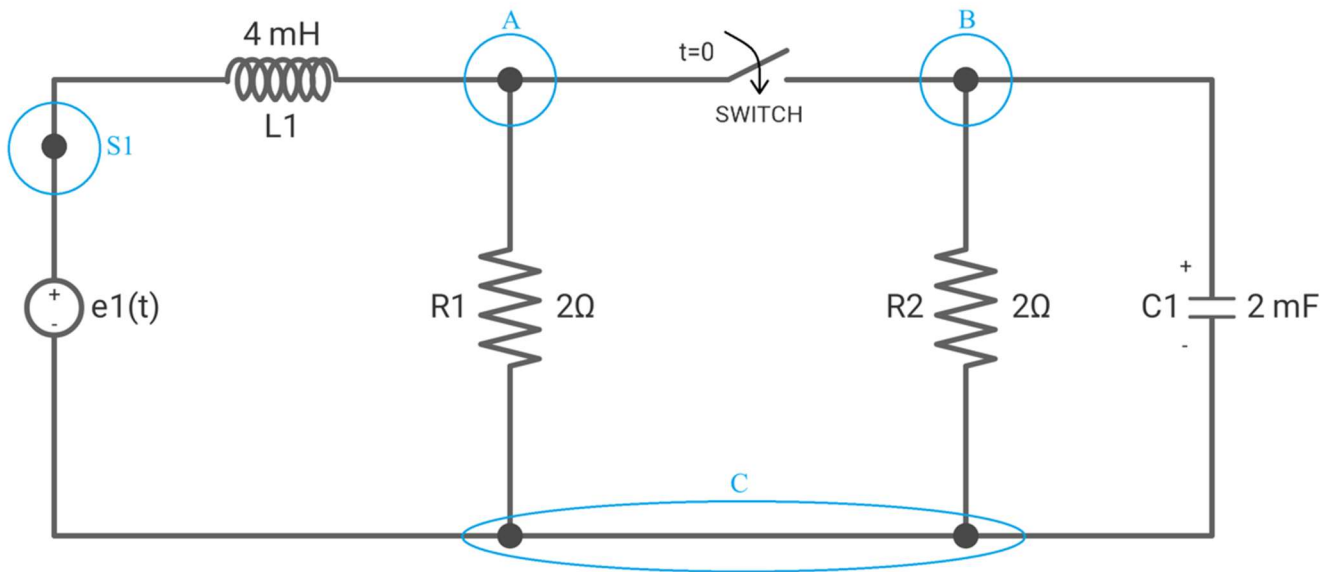 A
B
4 mH
t=0
SWITCH
L1
S1
+
-
e1(t)
R1
2Ω
R2
2Ω
+
C1
2 mF
-
C